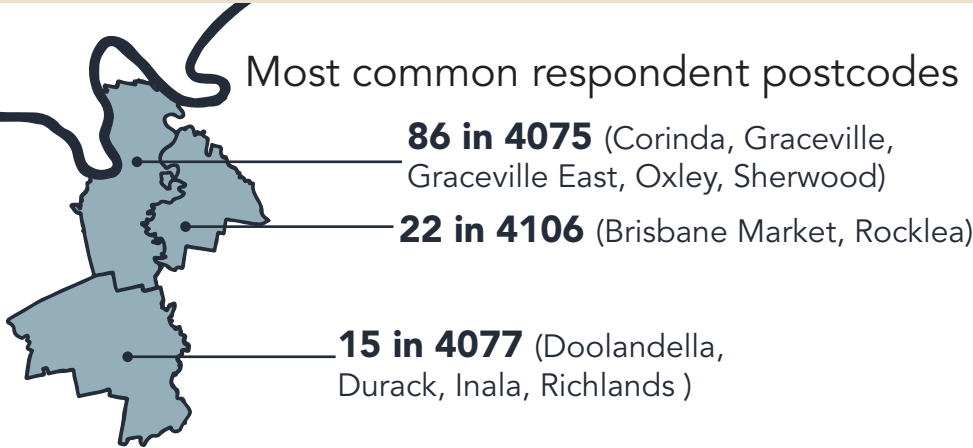 Most common respondent postcodes
86 in 4075 (Corinda, Graceville,
Graceville East, Oxley, Sherwood)
22 in 4106 (Brisbane Market, Rocklea)
15 in 4077 (Doolandella,
Durack, Inala, Richlands )